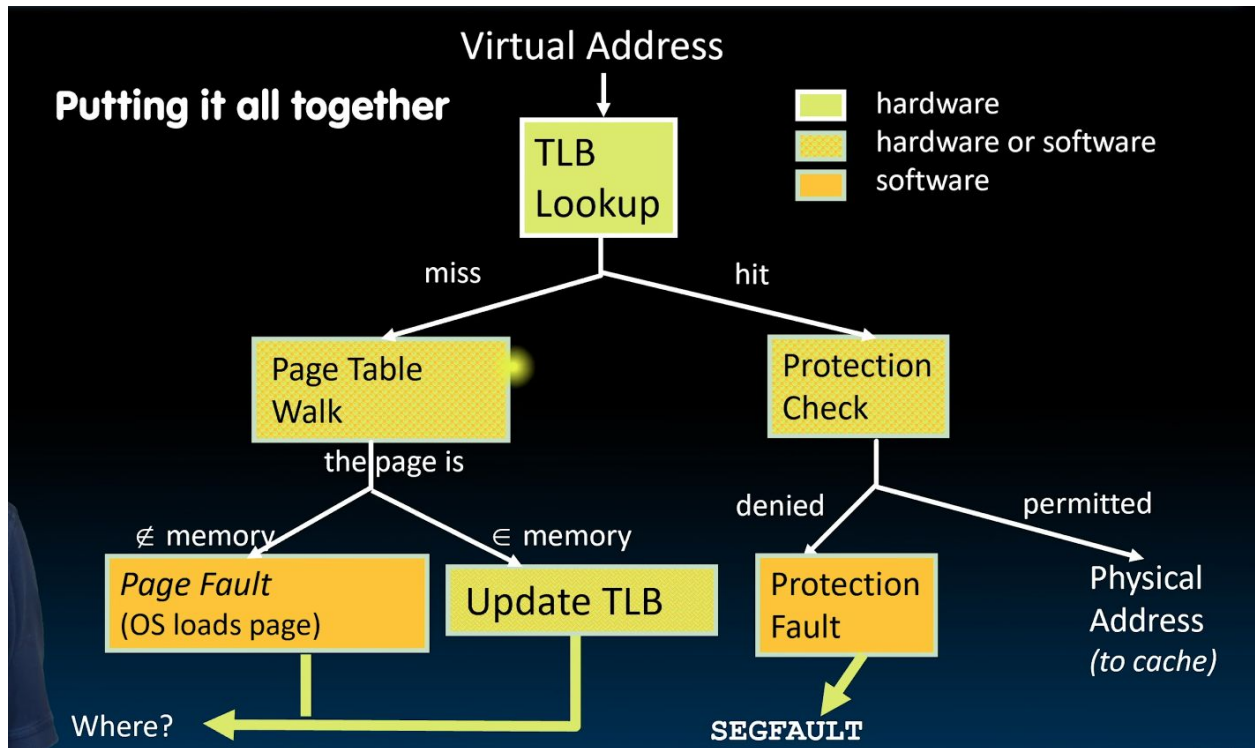 Virtual Address
Putting it all together
hardware
hardware or software
software
TLB
Lookup
miss
hit
Page Table
Walk
Protection
Check
the page is
∉ memory
∈ memory
denied
permitted
Page Fault
(OS loads page)
Update TLB
Protection
Fault
Physical
Address
(to cache)
Where?
SEGFAULT